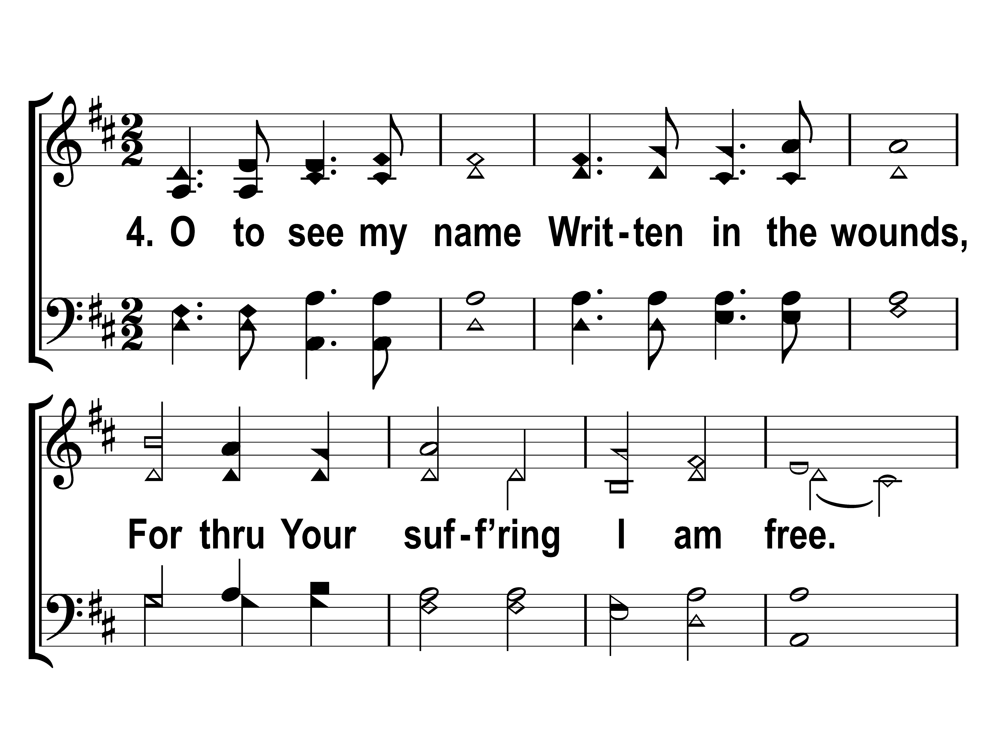 4. O to see my name Writ-ten in the wounds,
For thru Your suf-f’ring I am free.